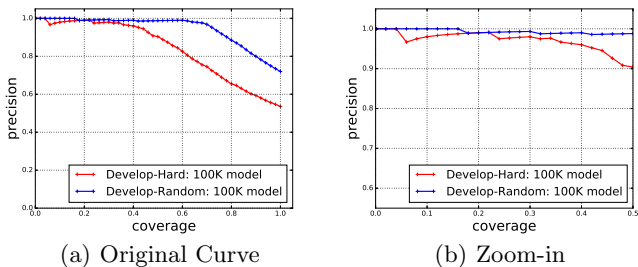 precision
1.0
0.8
0.6
0.4
0.2
0.0
Develop-Hard: 100K model
Develop-Random: 100K model
0.0 0.2 0.4 0.6 0.8 1.0
coverage
(a) Original Curve
precision
1.0
0.9
0.8
0.7
0.6
Develop-Hard: 100K model
Develop-Random: 100K model
0.0 0.1 0.2 0.3 0.4 0.5
coverage
(b) Zoom-in